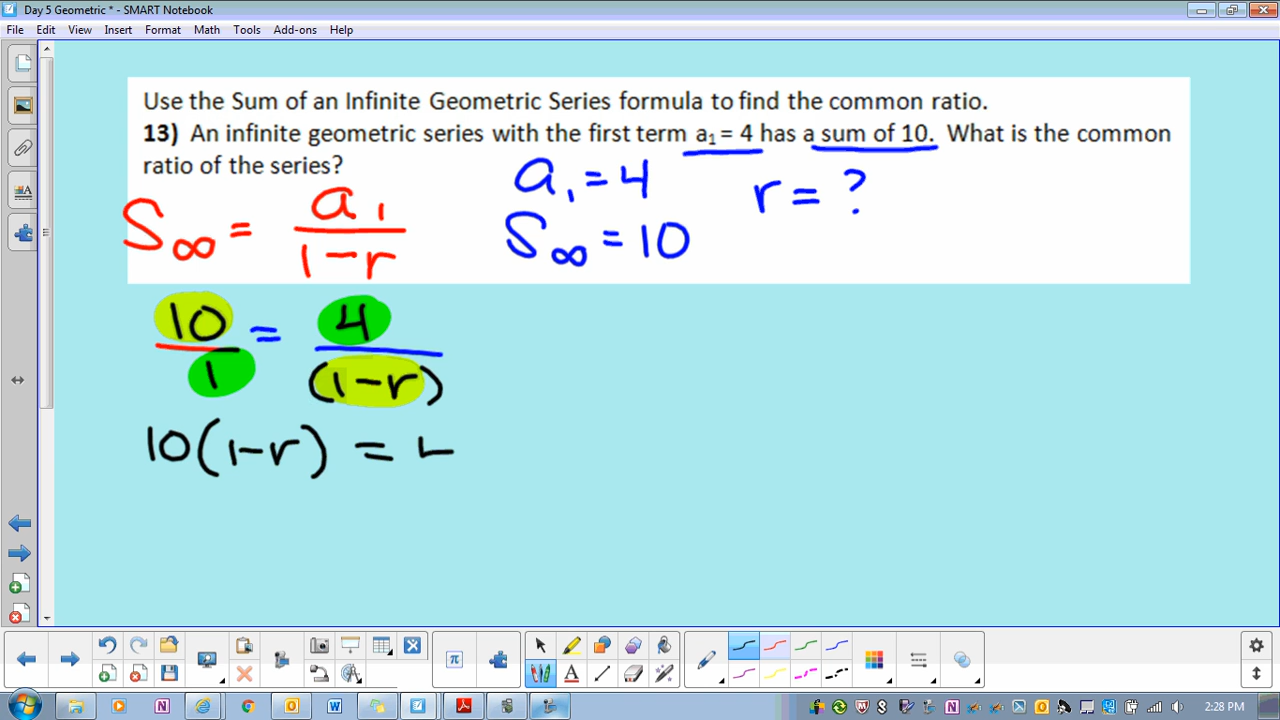 Day 5 Geometric * - SMART Notebook
File Edit View Insert Format Math Tools Add-ons Help
Use the Sum of an Infinite Geometric Series formula to find the common ratio.
13) An infinite geometric series with the first term a₁ = 4 has a sum of 10. What is the common
ratio of the series?
a₁ = 4 r = ?
S∞ = a₁ / 1 - r
S∞ = 10
10 / 1 = 4 / (1 - r)
10(1-r) =
2:28 PM